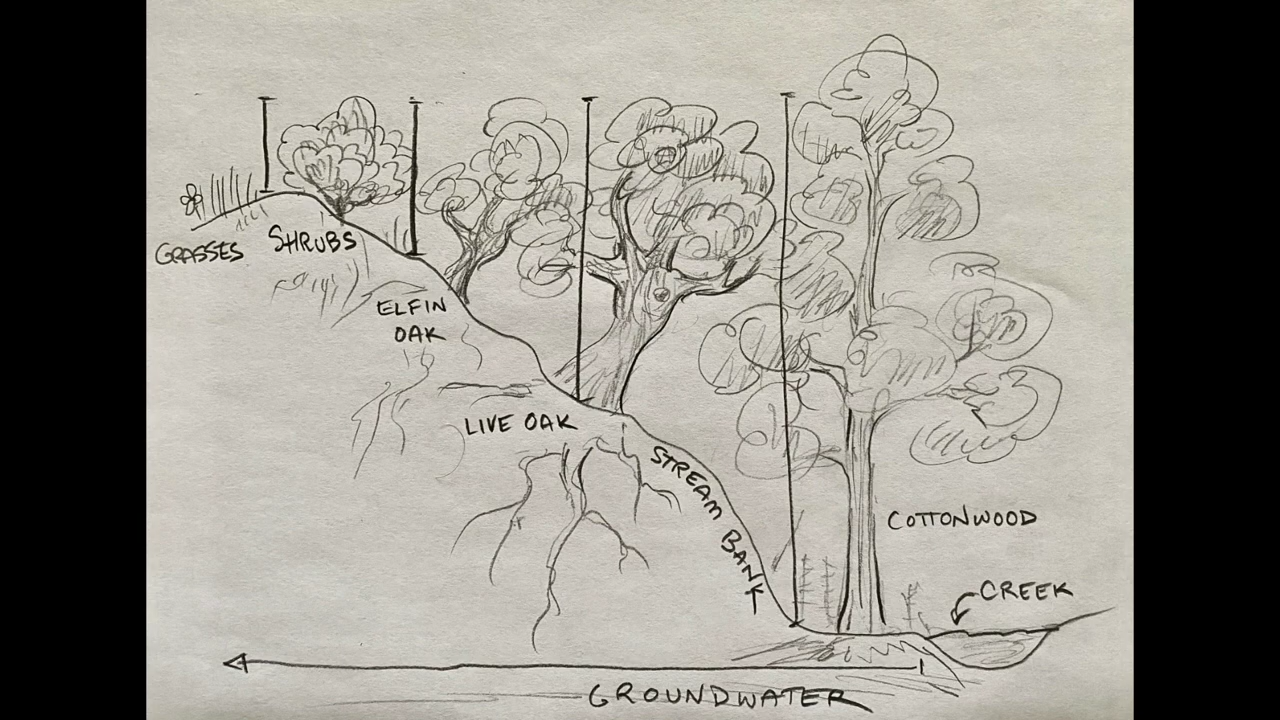 GRASSES
SHRUBS
ELFIN
OAK
LIVE OAK
STREAM BANK
COTTONWOOD
CREEK
GROUNDWATER